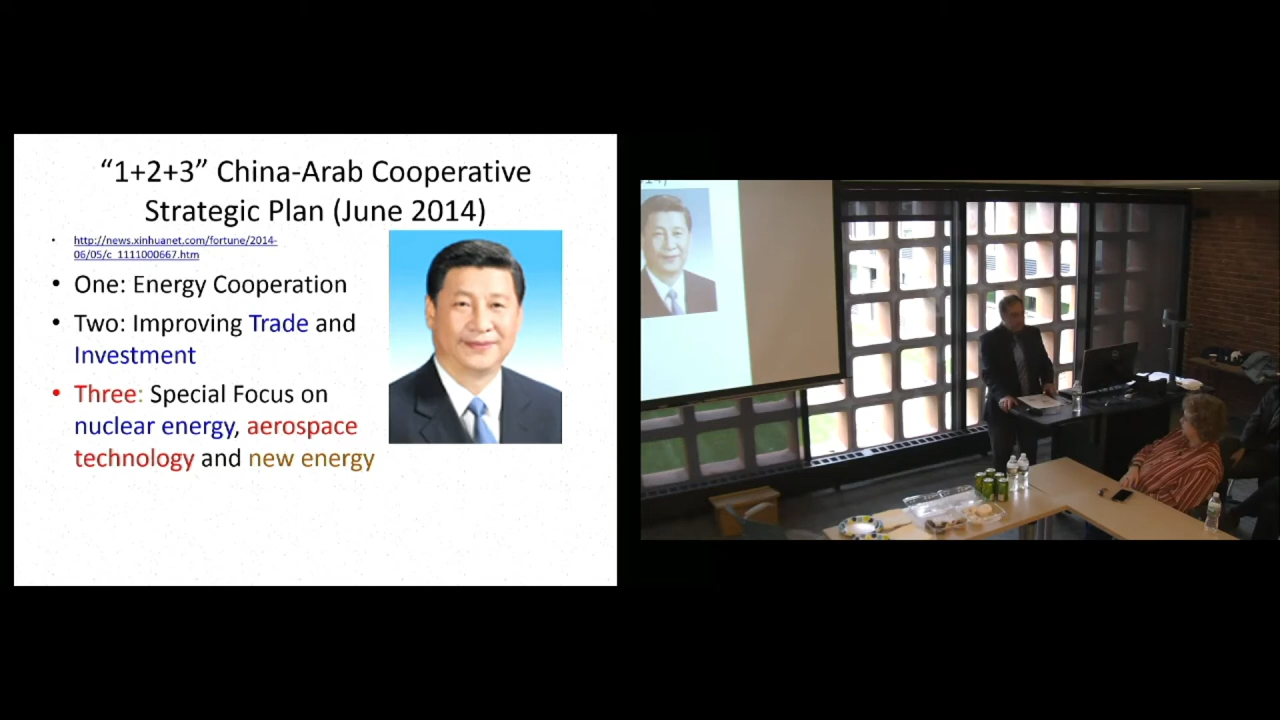 “1+2+3” China-Arab Cooperative
Strategic Plan (June 2014)
• http://news.xinhuanet.com/fortune/2014-
06/05/c_1111000667.htm
• One: Energy Cooperation
• Two: Improving Trade and
Investment
• Three: Special Focus on
nuclear energy, aerospace
technology and new energy